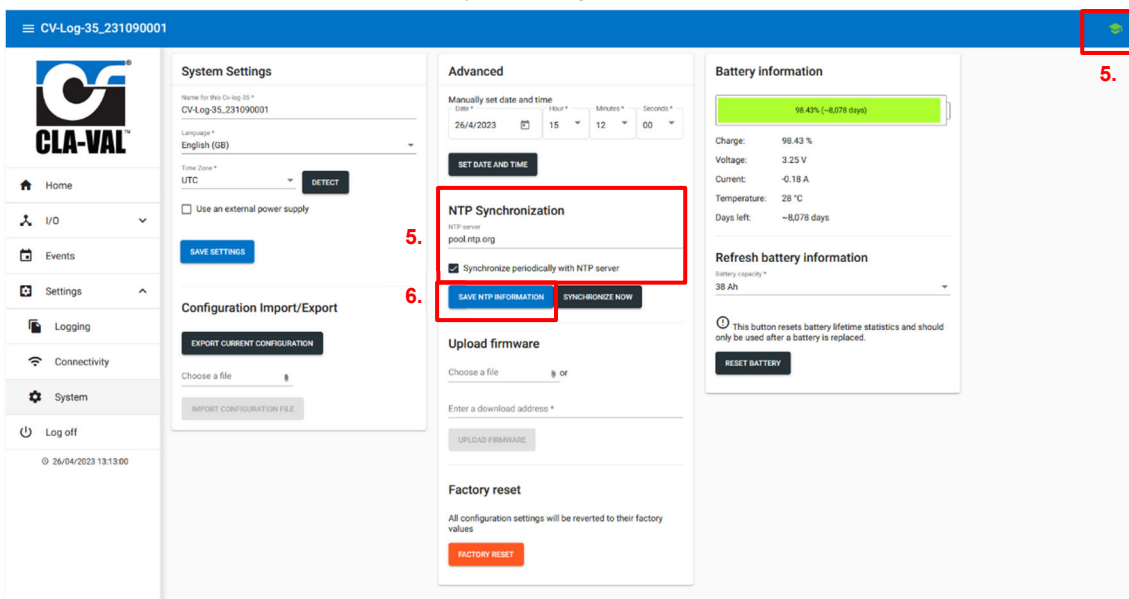 CV-Log-35_231090001
5.
CLA-VAL
Home
I/O
Events
Settings
Logging
Connectivity
System
Log off
26/04/2023 13:13:00
System Settings
Name for this Cv-log-35 *
CV-Log-35_231090001
Language *
English (GB)
Time Zone *
UTC
DETECT
Use an external power supply
SAVE SETTINGS
Configuration Import/Export
EXPORT CURRENT CONFIGURATION
Choose a file
IMPORT CONFIGURATION FILE
Advanced
Manually set date and time
Date * Hour * Minutes * Seconds *
26/4/2023 15 12 00
SET DATE AND TIME
5.
NTP Synchronization
NTP server
pool.ntp.org
Synchronize periodically with NTP server
6.
SAVE NTP INFORMATION SYNCHRONIZE NOW
Upload firmware
Choose a file or
Enter a download address *
UPLOAD FIRMWARE
Factory reset
All configuration settings will be reverted to their factory
values
FACTORY RESET
Battery information
98.43% (~8,078 days)
Charge: 98.43 %
Voltage: 3.25 V
Current: -0.18 A
Temperature: 28 °C
Days left: ~8,078 days
Refresh battery information
Battery capacity *
38 Ah
This button resets battery lifetime statistics and should
only be used after a battery is replaced.
RESET BATTERY